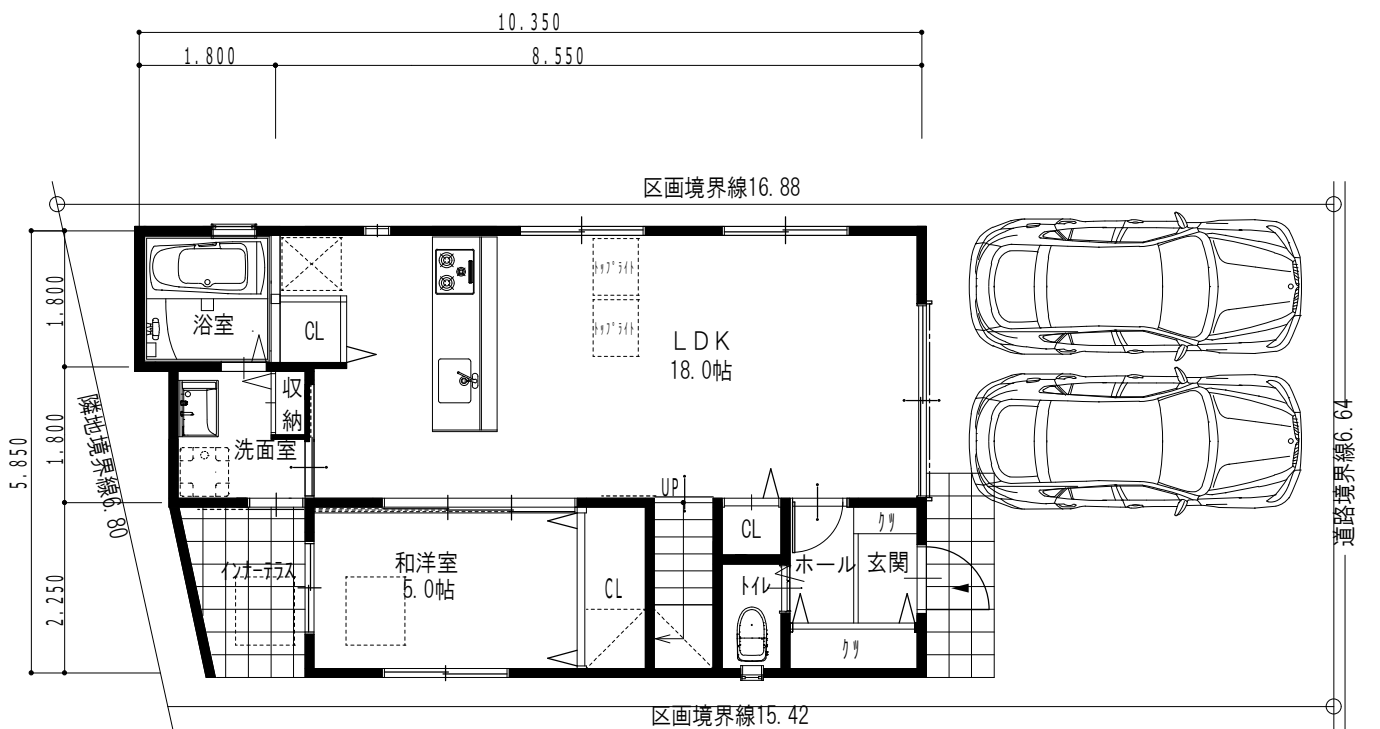 10.350
1.800
8.550
区画境界線16.88
トップライト
浴室
CL
トップライト
LDK
18.0帖
収納
洗面室
隣地境界線6.80
道路境界線6.64
5.850
1.800
1.800
2.250
UP
クツ
CL
インナーテラス
和洋室
5.0帖
CL
トイレ
ホール
玄関
クツ
区画境界線15.42